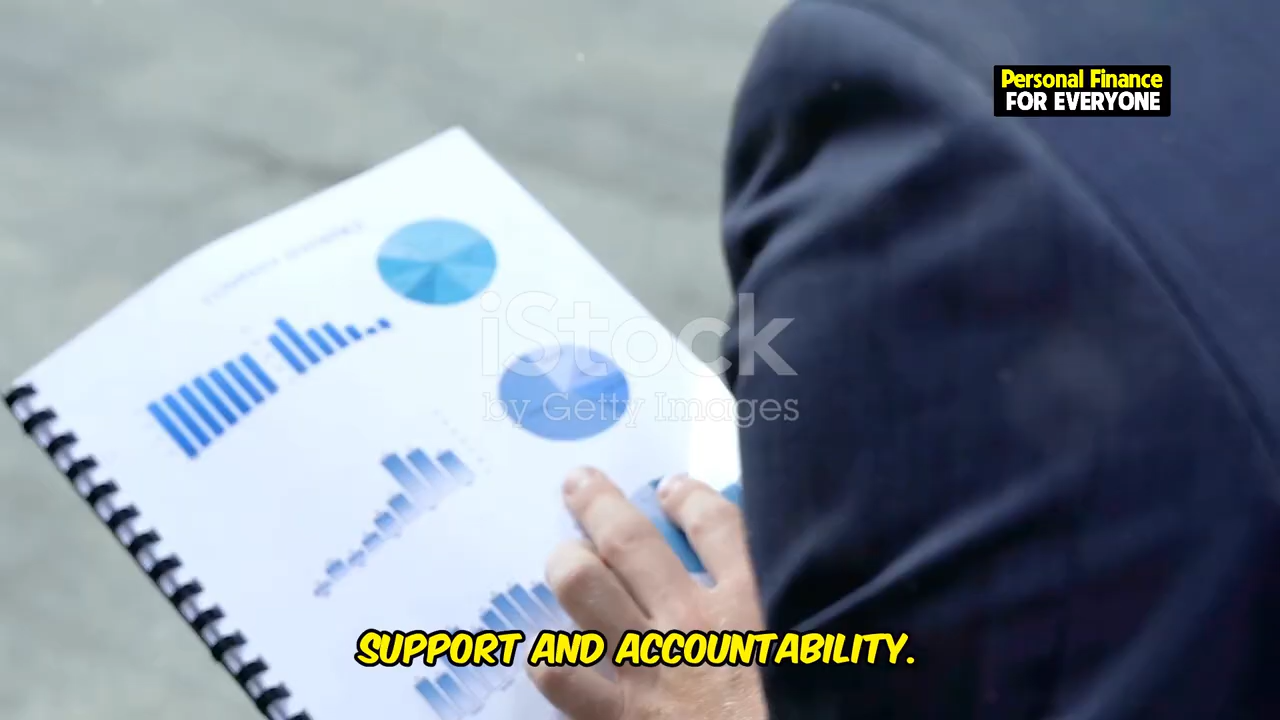 Personal Finance
FOR EVERYONE
iStock
by Getty Images
SUPPORT AND ACCOUNTABILITY.